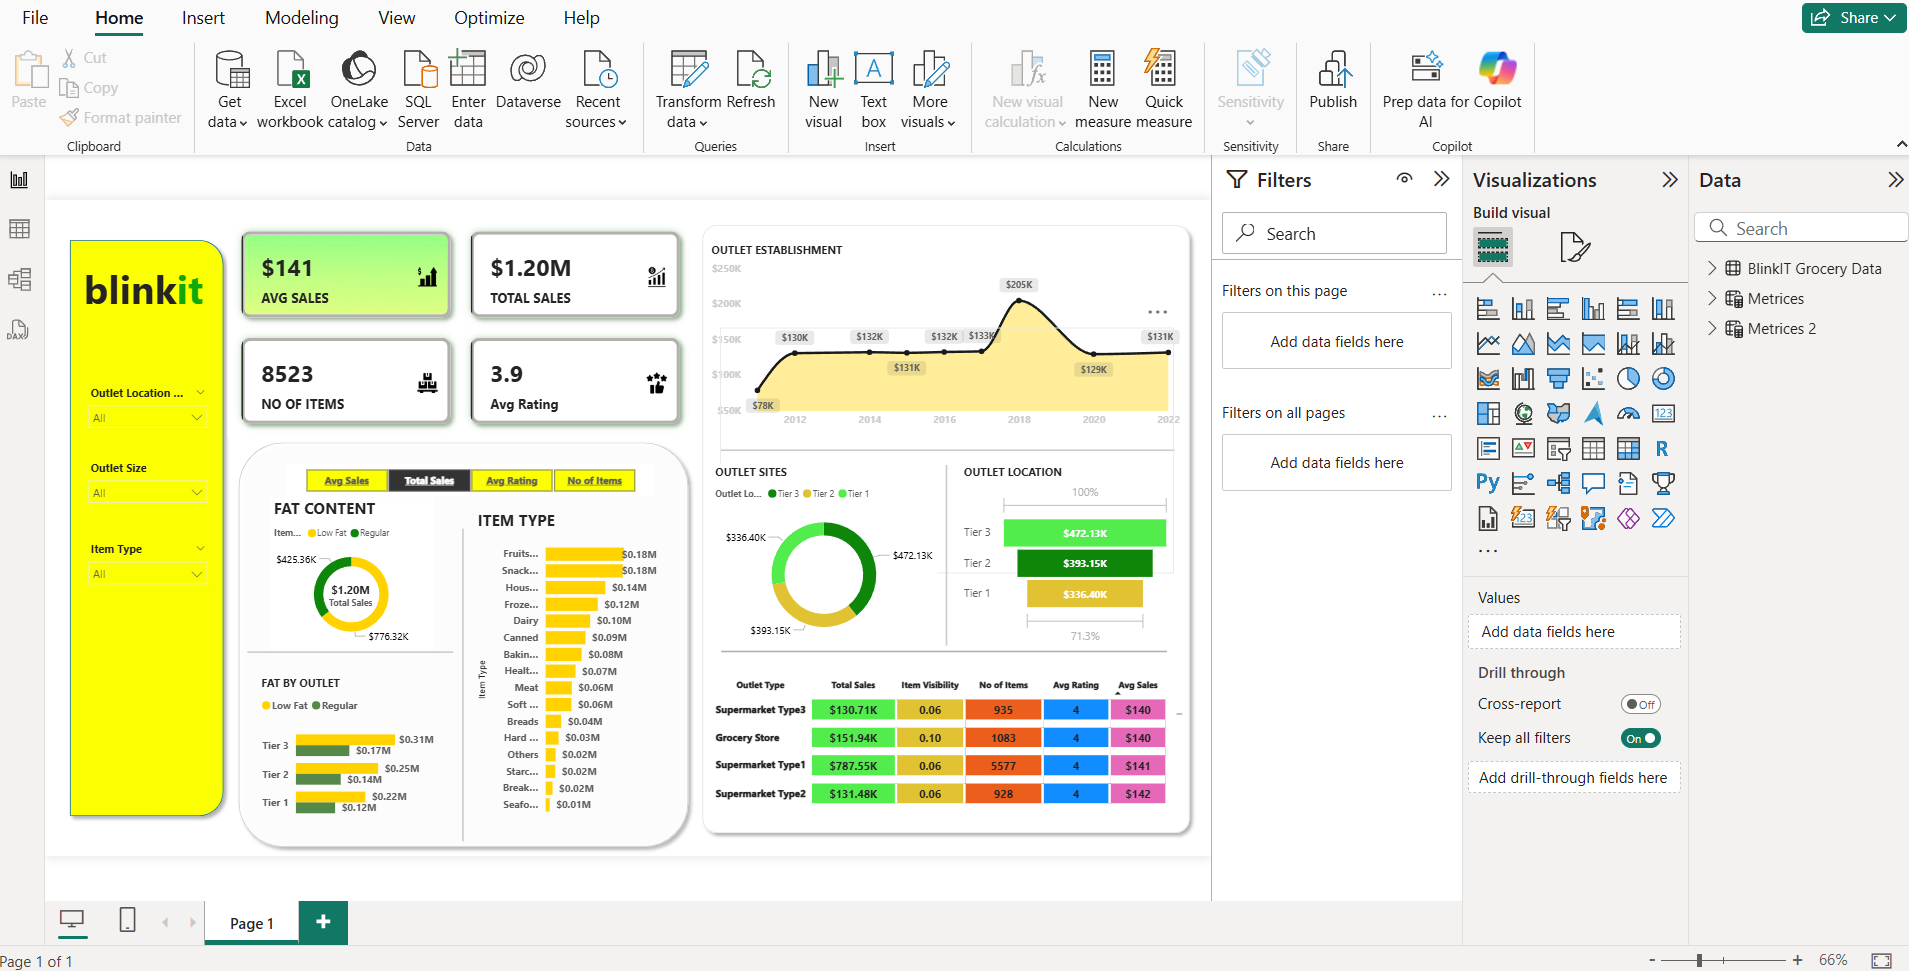 File Home Insert Modeling View Optimize Help Share
Paste
Cut
Copy
Format painter
Clipboard
Get data
Excel workbook
OneLake catalog
SQL Server
Enter data
Dataverse
Recent sources
Data
Transform data
Refresh
Queries
New visual
Text box
More visuals
Insert
New visual calculation
New measure
Quick measure
Calculations
Sensitivity
Sensitivity
Publish
Share
Prep data for AI
Copilot
Copilot
blinkit
Outlet Location ...
All
Outlet Size
All
Item Type
All
$141
AVG SALES
$1.20M
TOTAL SALES
8523
NO OF ITEMS
3.9
Avg Rating
Avg Sales Total Sales Avg Rating No of Items
FAT CONTENT
Item... Low Fat Regular
$425.36K
$1.20M
Total Sales
$776.32K
FAT BY OUTLET
Low Fat Regular
Tier 3 $0.31M
$0.17M
Tier 2 $0.25M
$0.14M
Tier 1 $0.22M
$0.12M
ITEM TYPE
Item Type
Fruits... $0.18M
Snack... $0.18M
Hous... $0.14M
Froze... $0.12M
Dairy $0.10M
Canned $0.09M
Bakin... $0.08M
Healt... $0.07M
Meat $0.06M
Soft ... $0.06M
Breads $0.04M
Hard ... $0.03M
Others $0.02M
Starc... $0.02M
Break... $0.02M
Seafo... $0.01M
OUTLET ESTABLISHMENT
$250K
$200K
$150K
$100K
$50K
$78K $130K $132K $131K $132K $133K $205K $129K $131K
2012 2014 2016 2018 2020 2022
OUTLET SITES
Outlet Lo... Tier 3 Tier 2 Tier 1
$336.40K
$472.13K
$393.15K
OUTLET LOCATION
100%
Tier 3 $472.13K
Tier 2 $393.15K
Tier 1 $336.40K
71.3%
Outlet Type Total Sales Item Visibility No of Items Avg Rating Avg Sales
Supermarket Type3 $130.71K 0.06 935 4 $140
Grocery Store $151.94K 0.10 1083 4 $140
Supermarket Type1 $787.55K 0.06 5577 4 $141
Supermarket Type2 $131.48K 0.06 928 4 $142
Filters
Search
Filters on this page ...
Add data fields here
Filters on all pages ...
Add data fields here
Visualizations
Build visual
123
R
Py
123
...
Values
Add data fields here
Drill through
Cross-report Off
Keep all filters On
Add drill-through fields here
Data
Search
BlinkIT Grocery Data
Metrices
Metrices 2
DAX
Page 1 +
Page 1 of 1
- + 66%